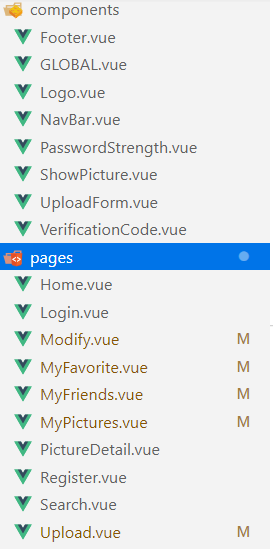 components
Footer.vue
GLOBAL.vue
Logo.vue
NavBar.vue
PasswordStrength.vue
ShowPicture.vue
UploadForm.vue
VerificationCode.vue
pages
Home.vue
Login.vue
Modify.vue M
MyFavorite.vue M
MyFriends.vue M
MyPictures.vue M
PictureDetail.vue
Register.vue
Search.vue
Upload.vue M